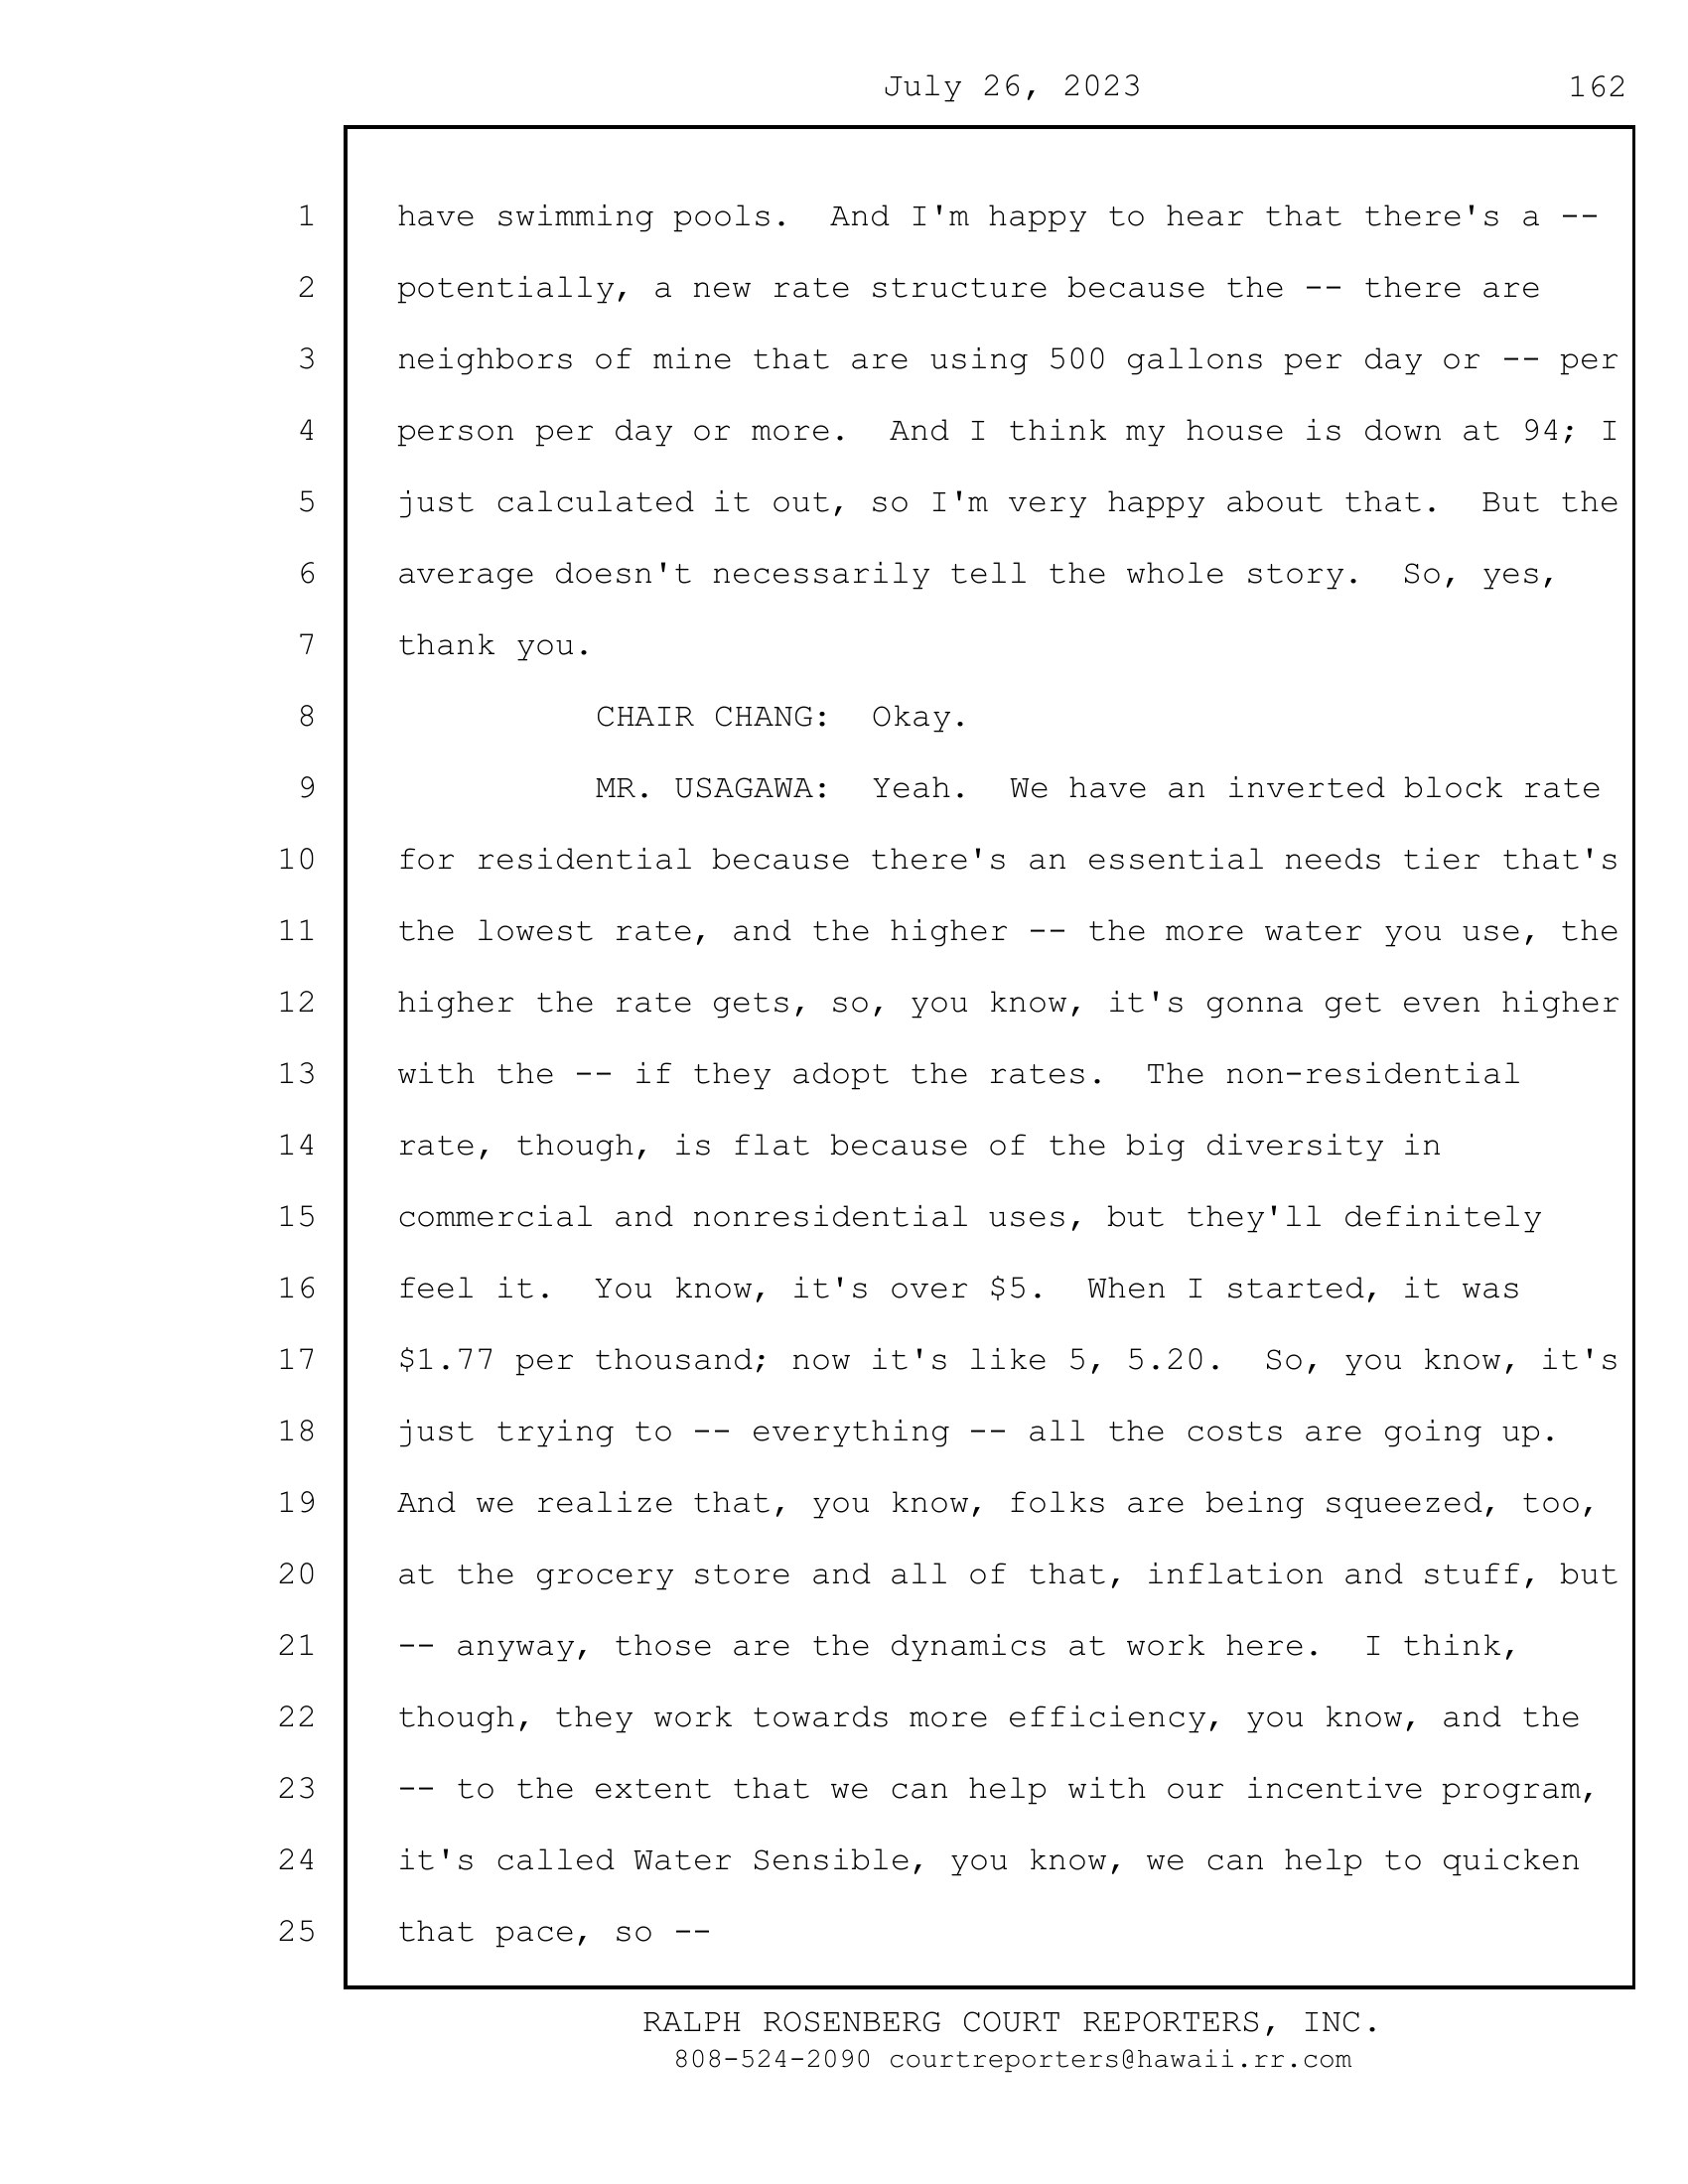 July 26, 2023 162
1 have swimming pools.  And I'm happy to hear that there's a --
2 potentially, a new rate structure because the -- there are
3 neighbors of mine that are using 500 gallons per day or -- per
4 person per day or more.  And I think my house is down at 94; I
5 just calculated it out, so I'm very happy about that.  But the
6 average doesn't necessarily tell the whole story.  So, yes,
7 thank you.
8 CHAIR CHANG:  Okay.
9 MR. USAGAWA:  Yeah.  We have an inverted block rate
10 for residential because there's an essential needs tier that's
11 the lowest rate, and the higher -- the more water you use, the
12 higher the rate gets, so, you know, it's gonna get even higher
13 with the -- if they adopt the rates.  The non-residential
14 rate, though, is flat because of the big diversity in
15 commercial and nonresidential uses, but they'll definitely
16 feel it.  You know, it's over $5.  When I started, it was
17 $1.77 per thousand; now it's like 5, 5.20.  So, you know, it's
18 just trying to -- everything -- all the costs are going up.
19 And we realize that, you know, folks are being squeezed, too,
20 at the grocery store and all of that, inflation and stuff, but
21 -- anyway, those are the dynamics at work here.  I think,
22 though, they work towards more efficiency, you know, and the
23 -- to the extent that we can help with our incentive program,
24 it's called Water Sensible, you know, we can help to quicken
25 that pace, so --
RALPH ROSENBERG COURT REPORTERS, INC.
808-524-2090 courtreporters@hawaii.rr.com